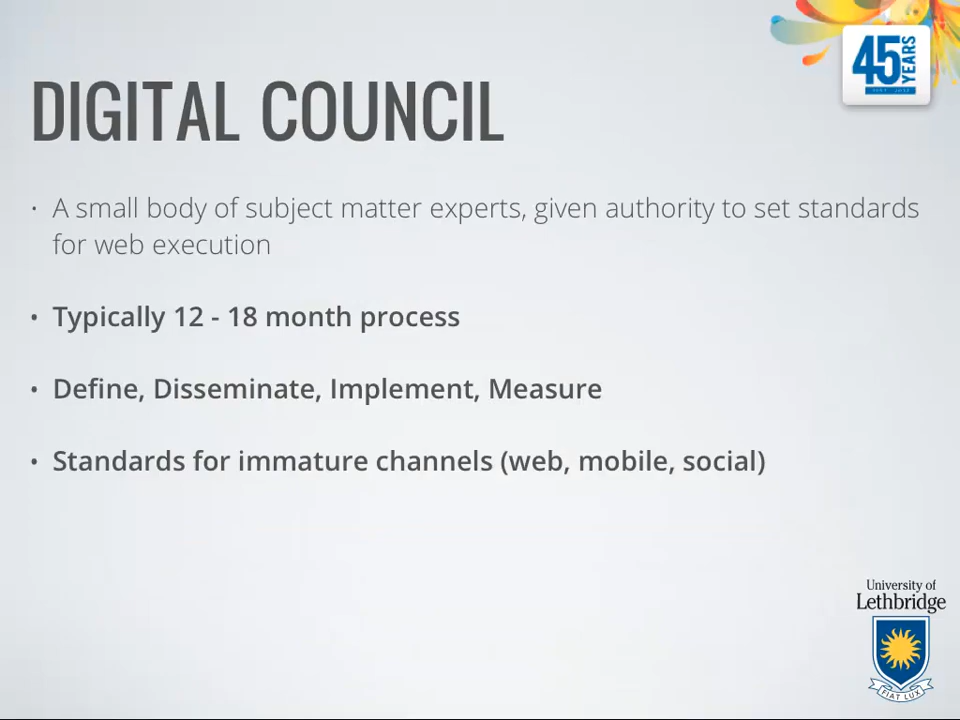 45 YEARS
DIGITAL COUNCIL
• A small body of subject matter experts, given authority to set standards
for web execution
• Typically 12 - 18 month process
• Define, Disseminate, Implement, Measure
• Standards for immature channels (web, mobile, social)
University of
Lethbridge
FIAT LUX